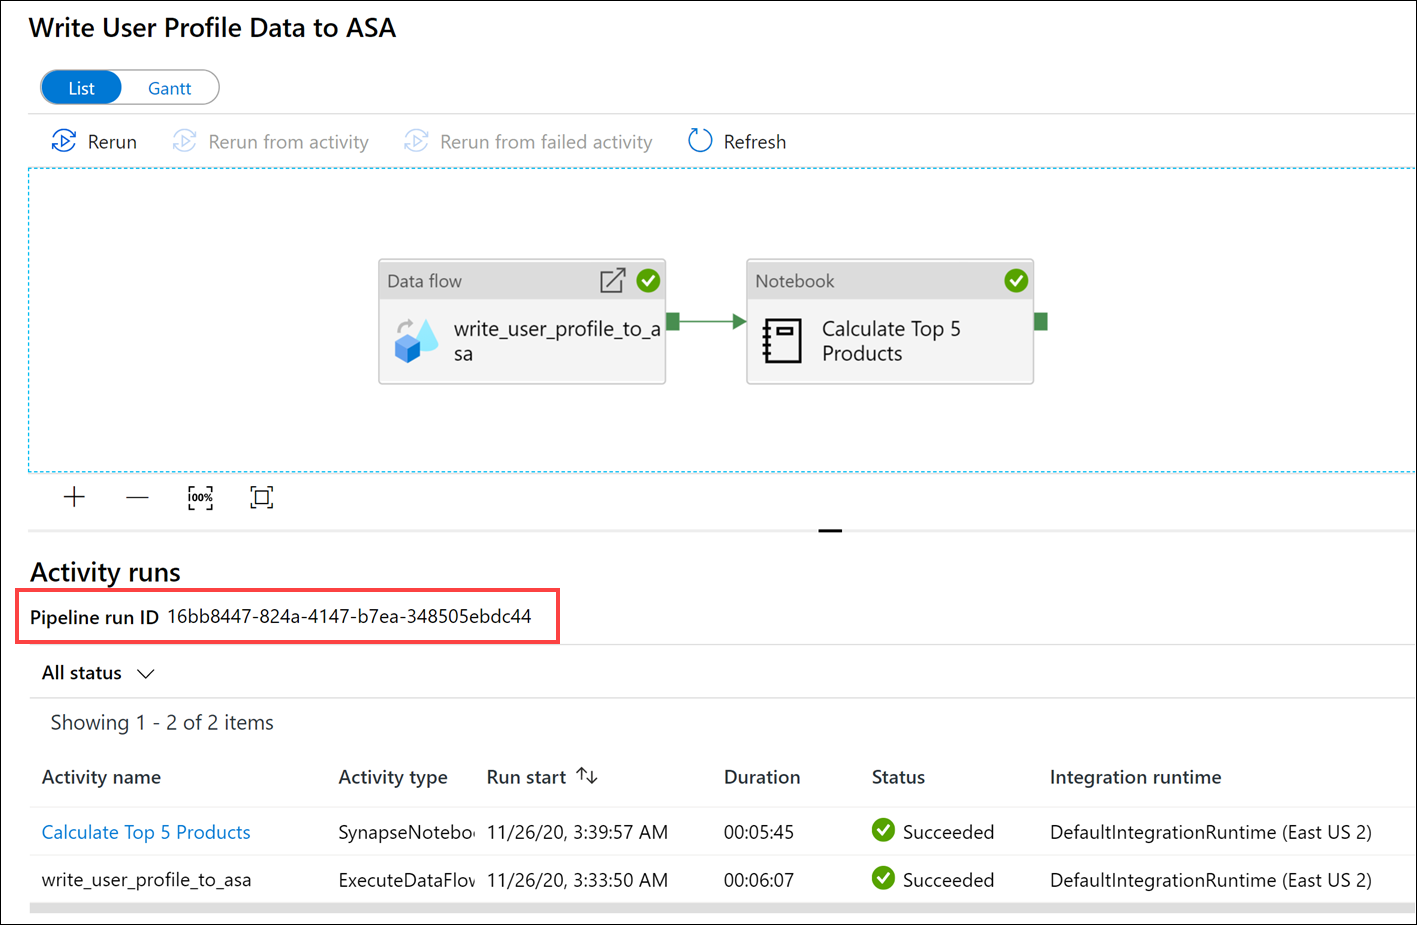 Write User Profile Data to ASA
List Gantt
Rerun Rerun from activity Rerun from failed activity Refresh
Data flow
write_user_profile_to_a
sa
Notebook
Calculate Top 5
Products
100%
Activity runs
Pipeline run ID 16bb8447-824a-4147-b7ea-348505ebdc44
All status
Showing 1 - 2 of 2 items
Activity name Activity type Run start Duration Status Integration runtime
Calculate Top 5 Products SynapseNotebo 11/26/20, 3:39:57 AM 00:05:45 Succeeded DefaultIntegrationRuntime (East US 2)
write_user_profile_to_asa ExecuteDataFlow 11/26/20, 3:33:50 AM 00:06:07 Succeeded DefaultIntegrationRuntime (East US 2)